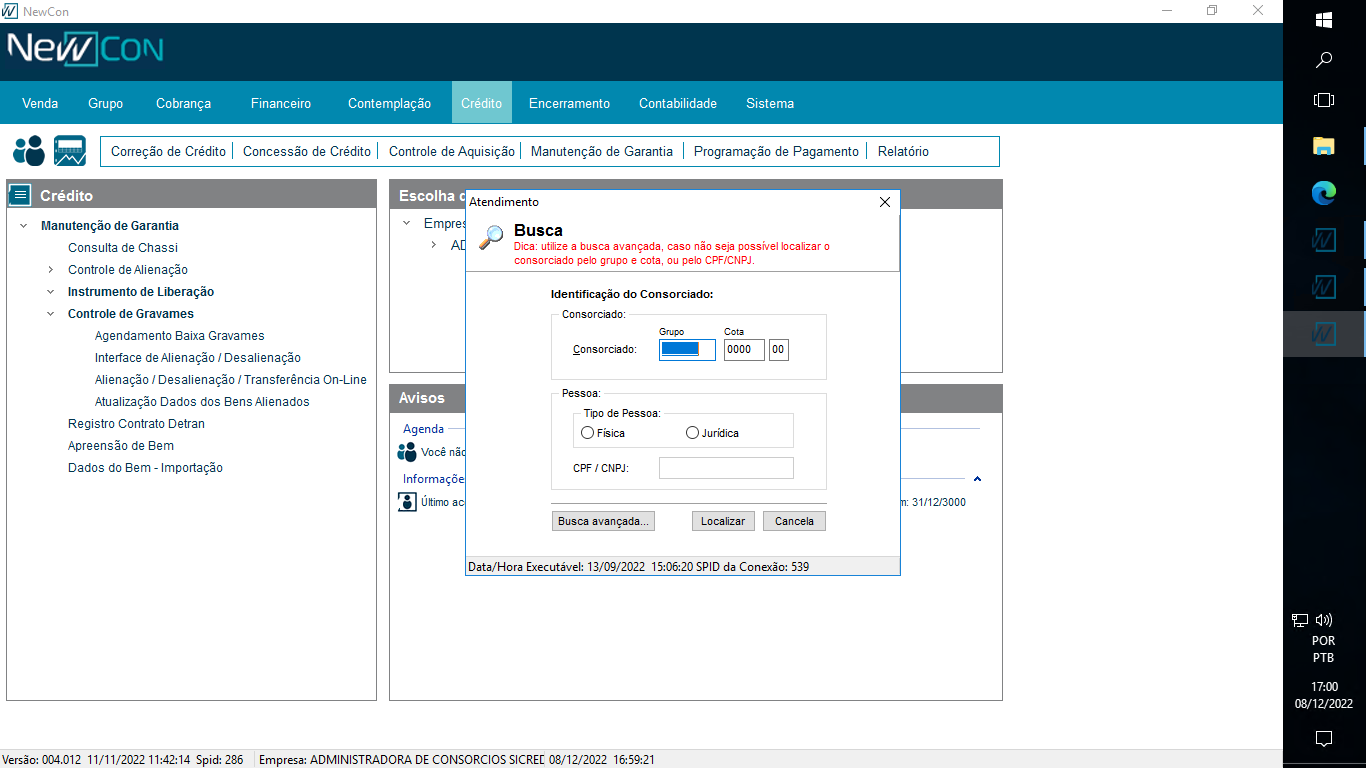 NewCon
NewCon
Venda Grupo Cobrança Financeiro Contemplação Crédito Encerramento Contabilidade Sistema
Correção de Crédito Concessão de Crédito Controle de Aquisição Manutenção de Garantia Programação de Pagamento Relatório
Crédito
Manutenção de Garantia
Consulta de Chassi
Controle de Alienação
Instrumento de Liberação
Controle de Gravames
Agendamento Baixa Gravames
Interface de Alienação / Desalienação
Alienação / Desalienação / Transferência On-Line
Atualização Dados dos Bens Alienados
Registro Contrato Detran
Apreensão de Bem
Dados do Bem - Importação
Escolha
Empres
AD
Avisos
Agenda
Você não
Informaçõe
Último ac
m: 31/12/3000
Atendimento
Busca
Dica: utilize a busca avançada, caso não seja possível localizar o
consorciado pelo grupo e cota, ou pelo CPF/CNPJ.
Identificação do Consorciado:
Consorciado:
Grupo Cota
Consorciado: 0000 00
Pessoa:
Tipo de Pessoa:
Física Jurídica
CPF / CNPJ:
Busca avançada... Localizar Cancela
Data/Hora Executável: 13/09/2022 15:06:20 SPID da Conexão: 539
POR
PTB
17:00
08/12/2022
Versão: 004.012 11/11/2022 11:42:14 Spid: 286 Empresa: ADMINISTRADORA DE CONSORCIOS SICRED 08/12/2022 16:59:21